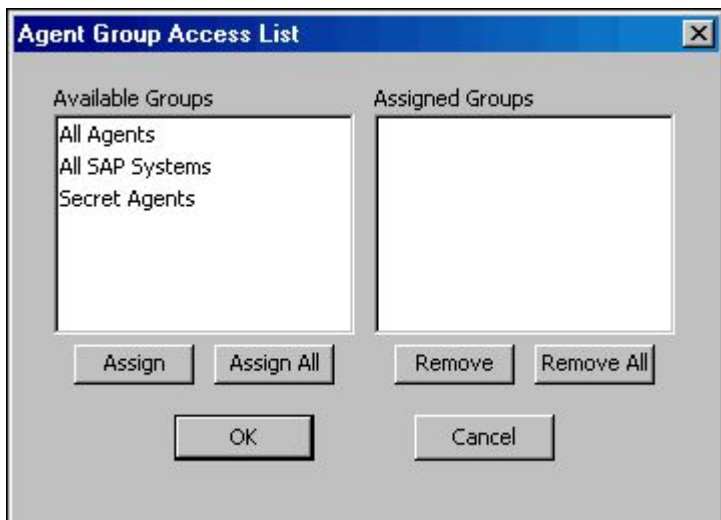 Agent Group Access List
Available Groups
Assigned Groups
All Agents
All SAP Systems
Secret Agents
Assign
Assign All
Remove
Remove All
OK
Cancel